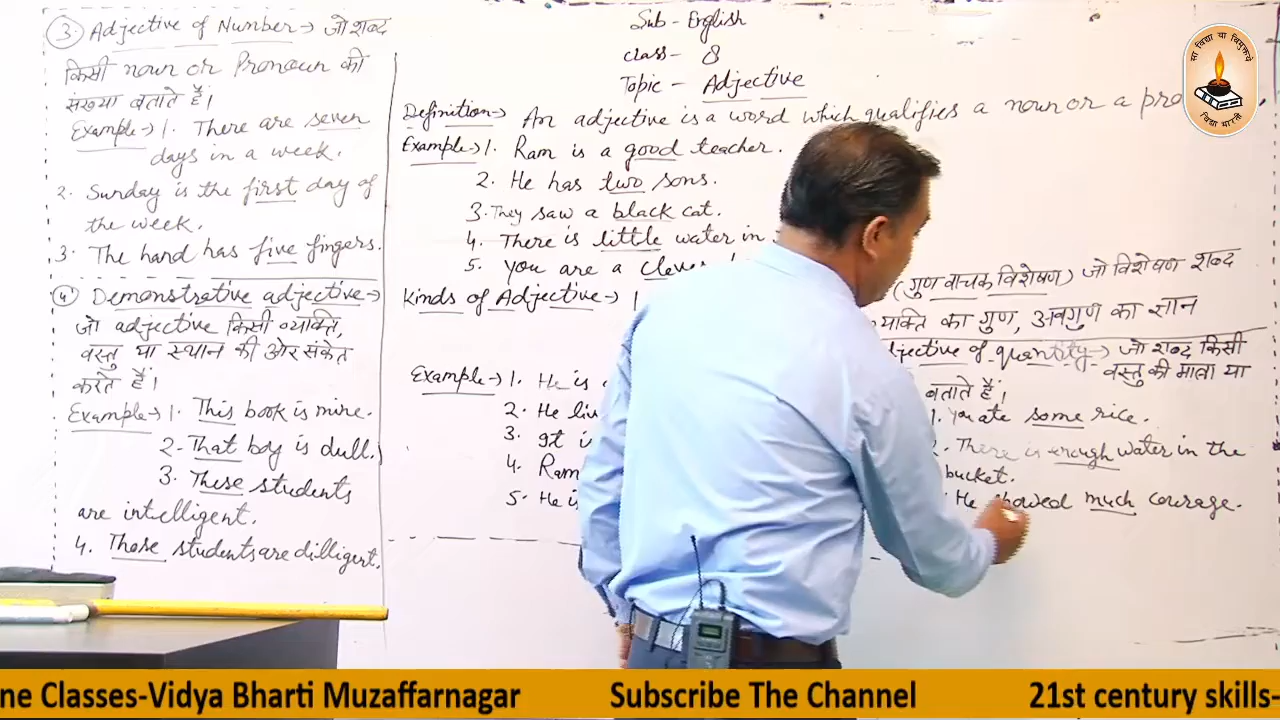 Sub - English
Class - 8
Topic - Adjective
Definition→ An adjective is a word which qualifies a noun or a
Example→ 1. Ram is a good teacher.
2. He has two sons.
3. They saw a black cat.
4. There is little water in
5. You are a clever
Kinds of Adjective→ 1
(गुण वाचक विशेषण) जो विशेषण शब्द
व्यक्ति का गुण, अवगुण का ज्ञान
Example→ 1. He is
2. He
3. It
4. Ram
5. He
Adjective of quantity→ जो शब्द किसी
वस्तु की मात्रा या
बताते हैं।
1. You ate some rice.
2. There is enough water in the
bucket.
He showed much courage.
3. Adjective of Number→ जो शब्द
किसी noun or Pronoun की
संख्या बताते हैं।
Example→ 1. There are seven
days in a week.
2. Sunday is the first day of
the week.
3. The hand has five fingers.
4. Demonstrative adjective→
जो adjective किसी व्यक्ति,
वस्तु या स्थान की ओर संकेत
करते हैं।
Example→ 1. This book is mine.
2. That boy is dull.
3. These students
are intelligent.
4. Those students are dilligent.
सा विद्या या विमुक्तये
विद्या भारती
ne Classes-Vidya Bharti Muzaffarnagar
Subscribe The Channel
21st century skills-